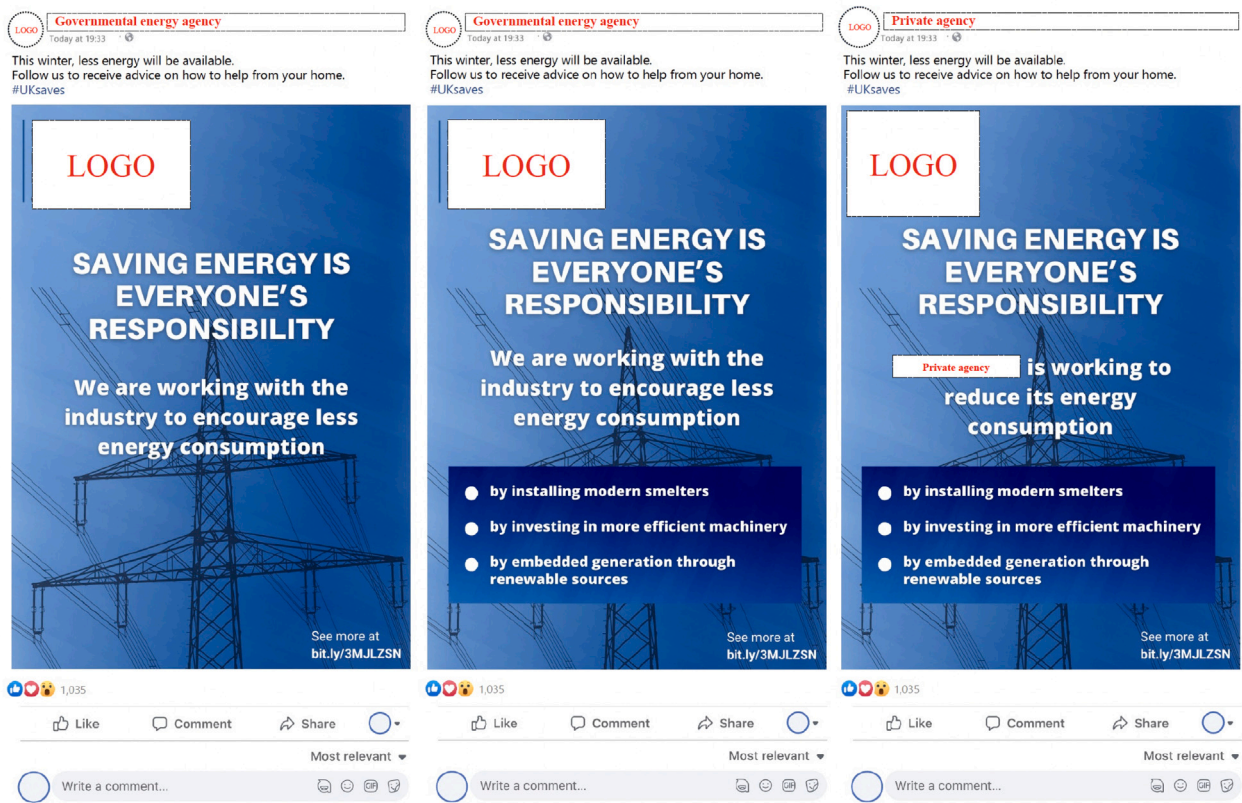 LOGO
Governmental energy agency
Today at 19:33
This winter, less energy will be available.
Follow us to receive advice on how to help from your home.
#UKsaves
LOGO
SAVING ENERGY IS
EVERYONE'S
RESPONSIBILITY
We are working with the
industry to encourage less
energy consumption
See more at
bit.ly/3MJLZSN
1,035
Like Comment Share
Most relevant
Write a comment...
GIF
LOGO
Governmental energy agency
Today at 19:33
This winter, less energy will be available.
Follow us to receive advice on how to help from your home.
#UKsaves
LOGO
SAVING ENERGY IS
EVERYONE'S
RESPONSIBILITY
We are working with the
industry to encourage less
energy consumption
by installing modern smelters
by investing in more efficient machinery
by embedded generation through
renewable sources
See more at
bit.ly/3MJLZSN
1,035
Like Comment Share
Most relevant
Write a comment...
GIF
LOGO
Private agency
Today at 19:33
This winter, less energy will be available.
Follow us to receive advice on how to help from your home.
#UKsaves
LOGO
SAVING ENERGY IS
EVERYONE'S
RESPONSIBILITY
Private agency is working to
reduce its energy
consumption
by installing modern smelters
by investing in more efficient machinery
by embedded generation through
renewable sources
See more at
bit.ly/3MJLZSN
1,035
Like Comment Share
Most relevant
Write a comment...
GIF